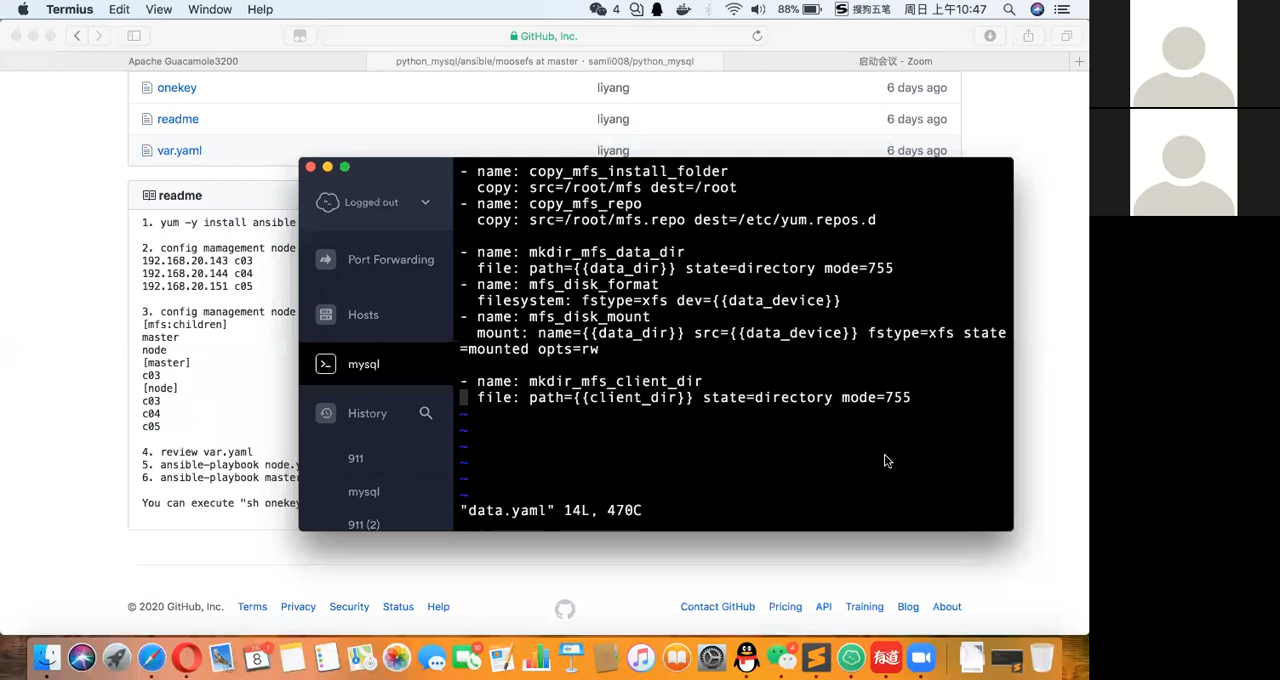 Termius Edit View Window Help 4 88% 搜狗五笔 周日 上午10:47
GitHub, Inc.
Apache Guacamole3200 python_mysql/ansible/moosefs at master · samli008/python_mysql 启动会议 - Zoom
onekey liyang 6 days ago
readme liyang 6 days ago
var.yaml liyang 6 days ago
readme
1. yum -y install ansible
2. config mamagement node
192.168.20.143 c03
192.168.20.144 c04
192.168.20.151 c05
3. config management node
[mfs:children]
master
node
[master]
c03
[node]
c03
c04
c05
4. review var.yaml
5. ansible-playbook node.y
6. ansible-playbook maste
You can execute "sh onekey
Logged out
Port Forwarding
Hosts
mysql
History
911
mysql
911 (2)
- name: copy_mfs_install_folder
copy: src=/root/mfs dest=/root
- name: copy_mfs_repo
copy: src=/root/mfs.repo dest=/etc/yum.repos.d
- name: mkdir_mfs_data_dir
file: path={{data_dir}} state=directory mode=755
- name: mfs_disk_format
filesystem: fstype=xfs dev={{data_device}}
- name: mfs_disk_mount
mount: name={{data_dir}} src={{data_device}} fstype=xfs state
=mounted opts=rw
- name: mkdir_mfs_client_dir
file: path={{client_dir}} state=directory mode=755
~
~
~
~
~
~
"data.yaml" 14L, 470C
© 2020 GitHub, Inc. Terms Privacy Security Status Help Contact GitHub Pricing API Training Blog About
8 有道